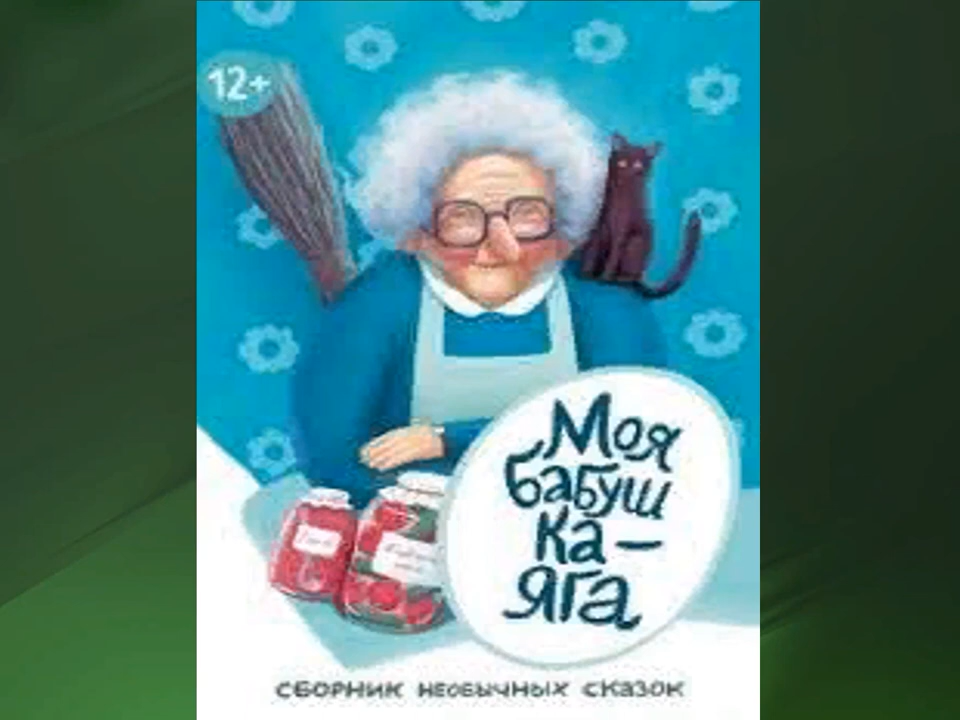 12+
Моя
бабуш
ка —
яга
сборник необычных сказок